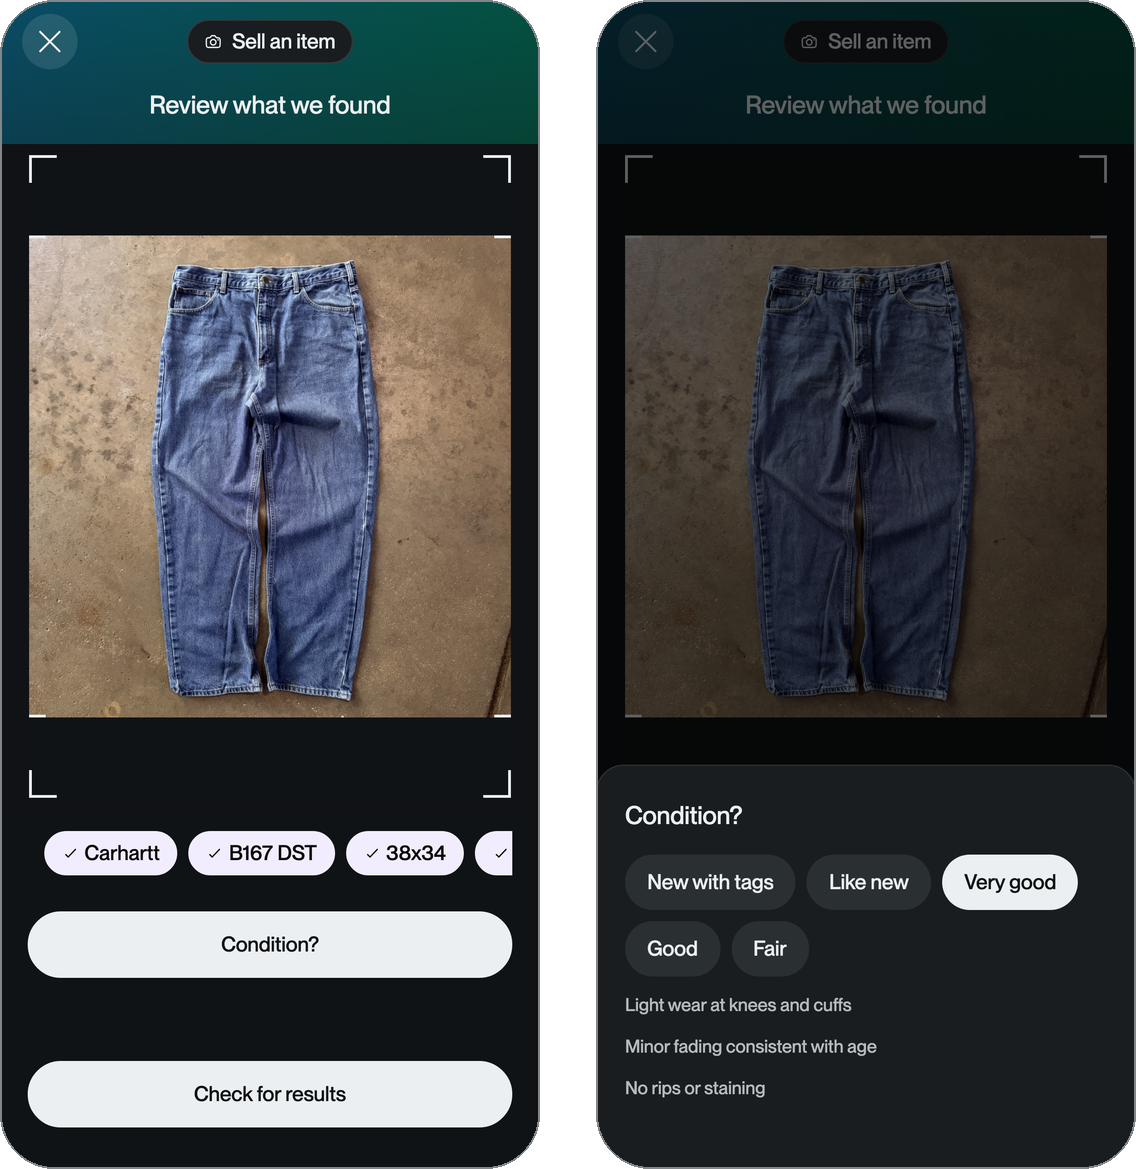 Sell an item
Review what we found
Carhartt
B167 DST
38x34
Condition?
Check for results
Sell an item
Review what we found
Condition?
New with tags
Like new
Very good
Good
Fair
Light wear at knees and cuffs
Minor fading consistent with age
No rips or staining